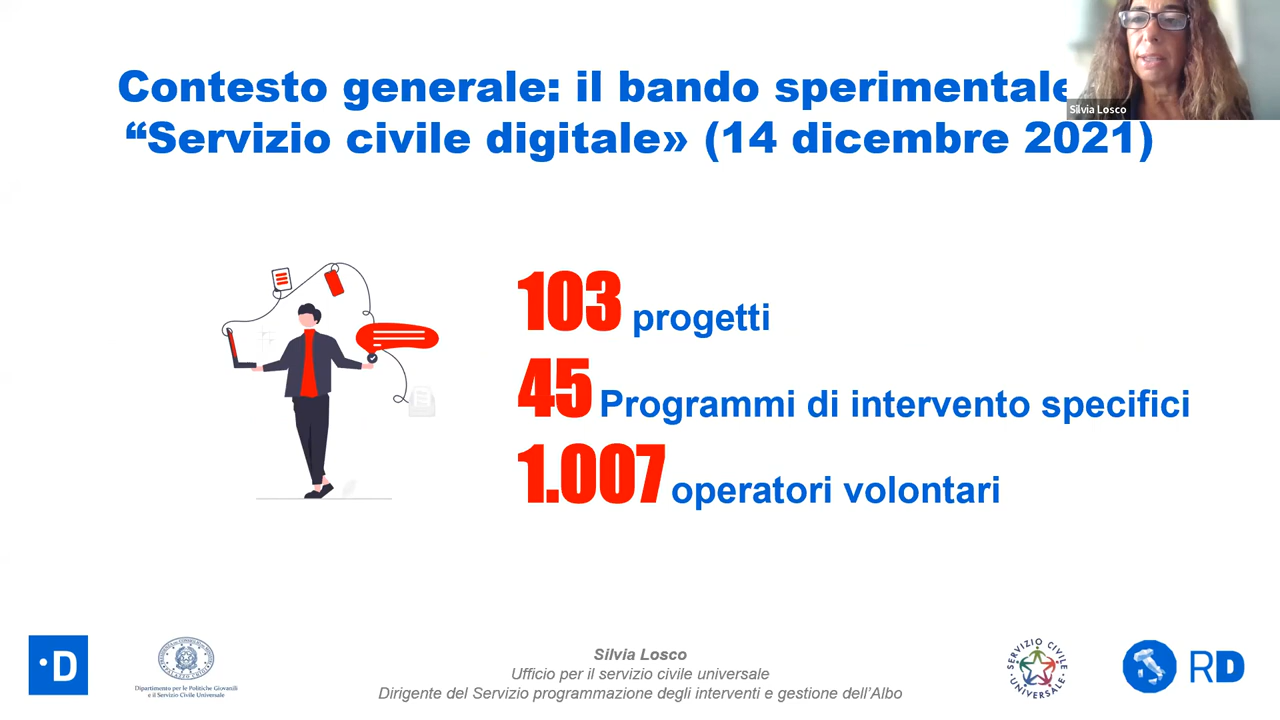 Contesto generale: il bando sperimentale
“Servizio civile digitale» (14 dicembre 2021)
Silvia Losco
103 progetti
45 Programmi di intervento specifici
1.007 operatori volontari
·D
Dipartimento per le Politiche Giovanili
e il Servizio Civile Universale
Silvia Losco
Ufficio per il servizio civile universale
Dirigente del Servizio programmazione degli interventi e gestione dell’Albo
SERVIZIO CIVILE
UNIVERSALE
RD